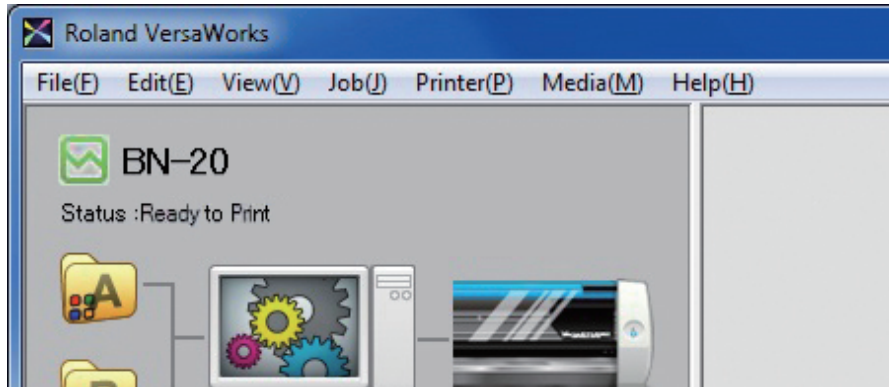 Roland VersaWorks
File(F) Edit(E) View(V) Job(J) Printer(P) Media(M) Help(H)
BN-20
Status :Ready to Print
A